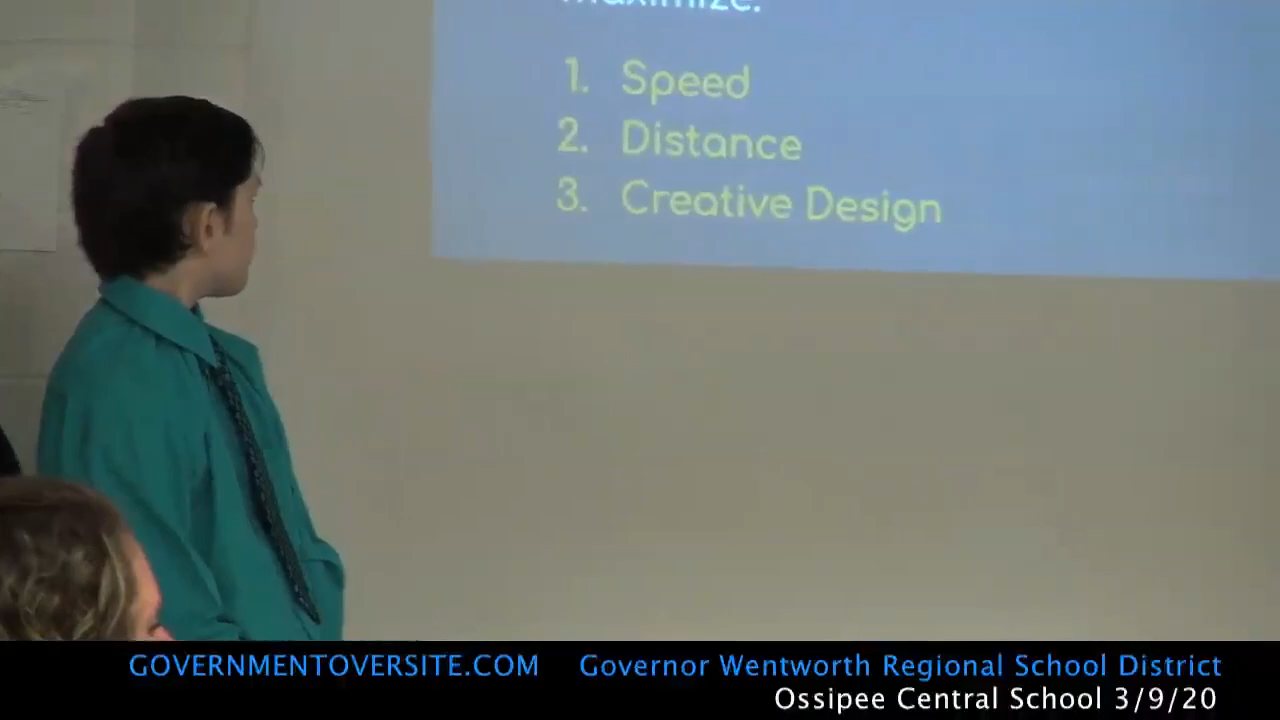 maximize:
1. Speed
2. Distance
3. Creative Design
GOVERNMENTOVERSITE.COM Governor Wentworth Regional School District
Ossipee Central School 3/9/20